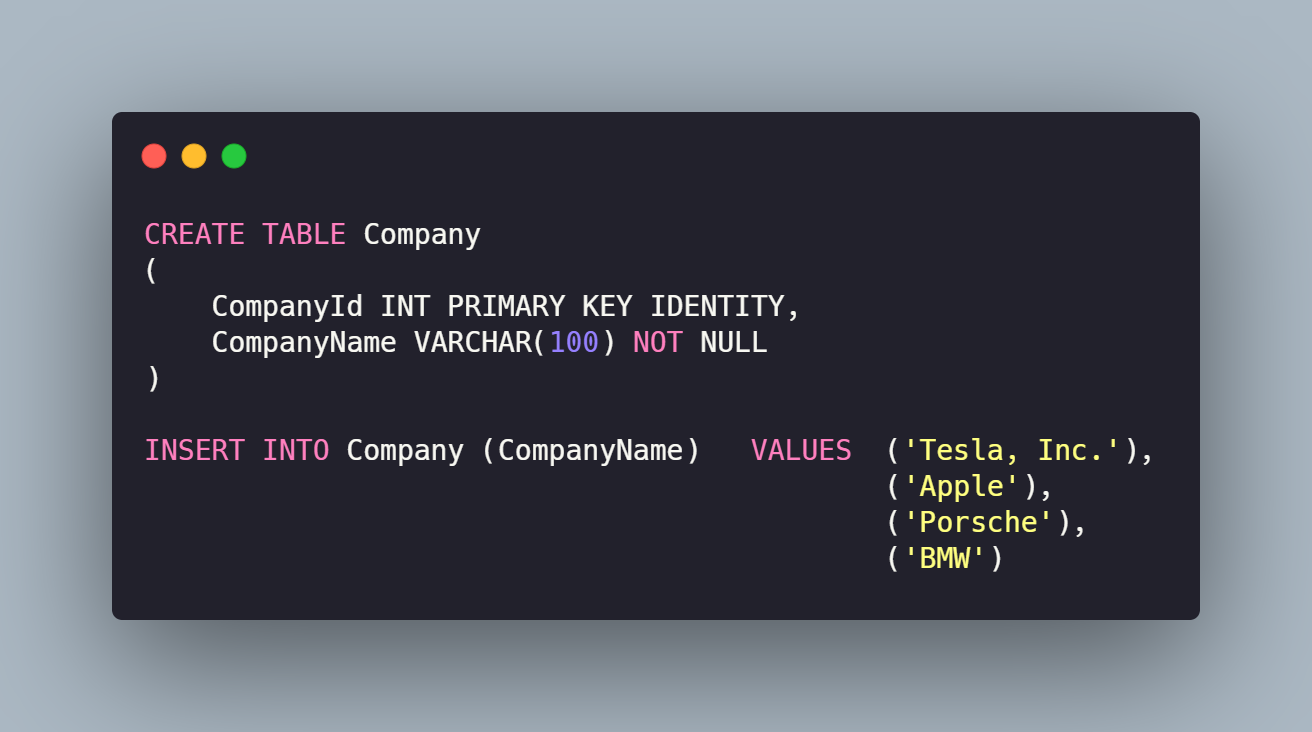 CREATE TABLE Company
(
    CompanyId INT PRIMARY KEY IDENTITY,
    CompanyName VARCHAR(100) NOT NULL
)

INSERT INTO Company (CompanyName)   VALUES  ('Tesla, Inc.'),
                                            ('Apple'),
                                            ('Porsche'),
                                            ('BMW')